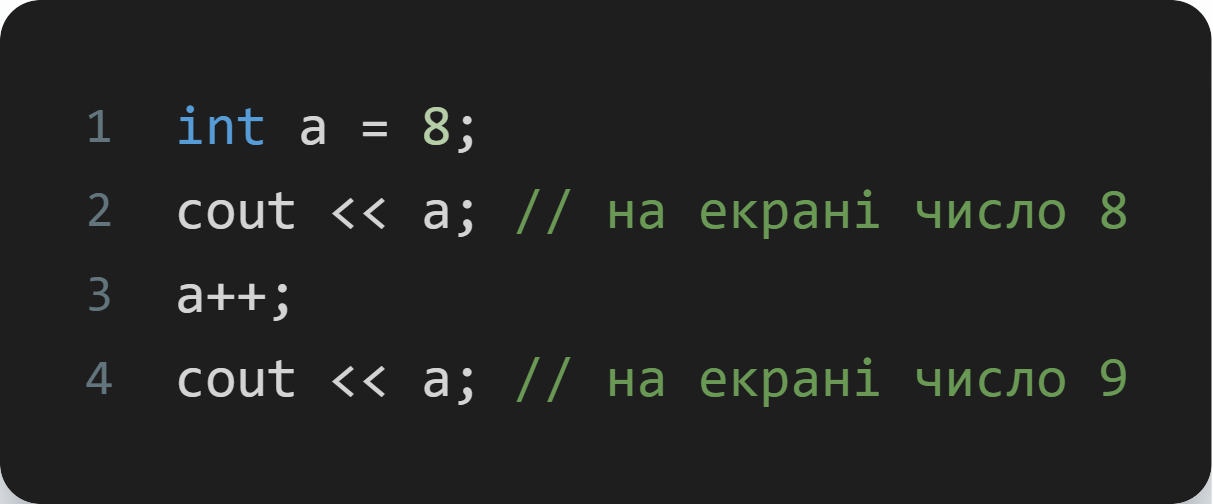 1 int a = 8;
2 cout << a; // на екрані число 8
3 a++;
4 cout << a; // на екрані число 9